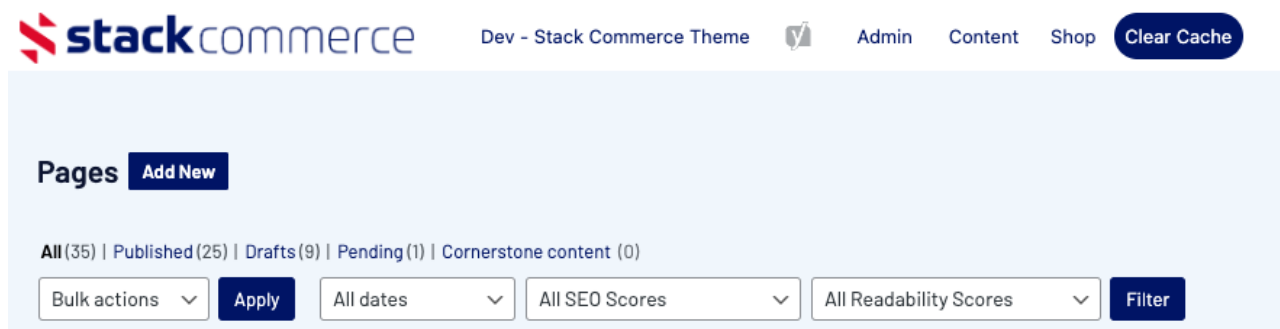 stackcommerce Dev - Stack Commerce Theme y Admin Content Shop Clear Cache
Pages Add New
All (35) | Published (25) | Drafts (9) | Pending (1) | Cornerstone content (0)
Bulk actions Apply All dates All SEO Scores All Readability Scores Filter